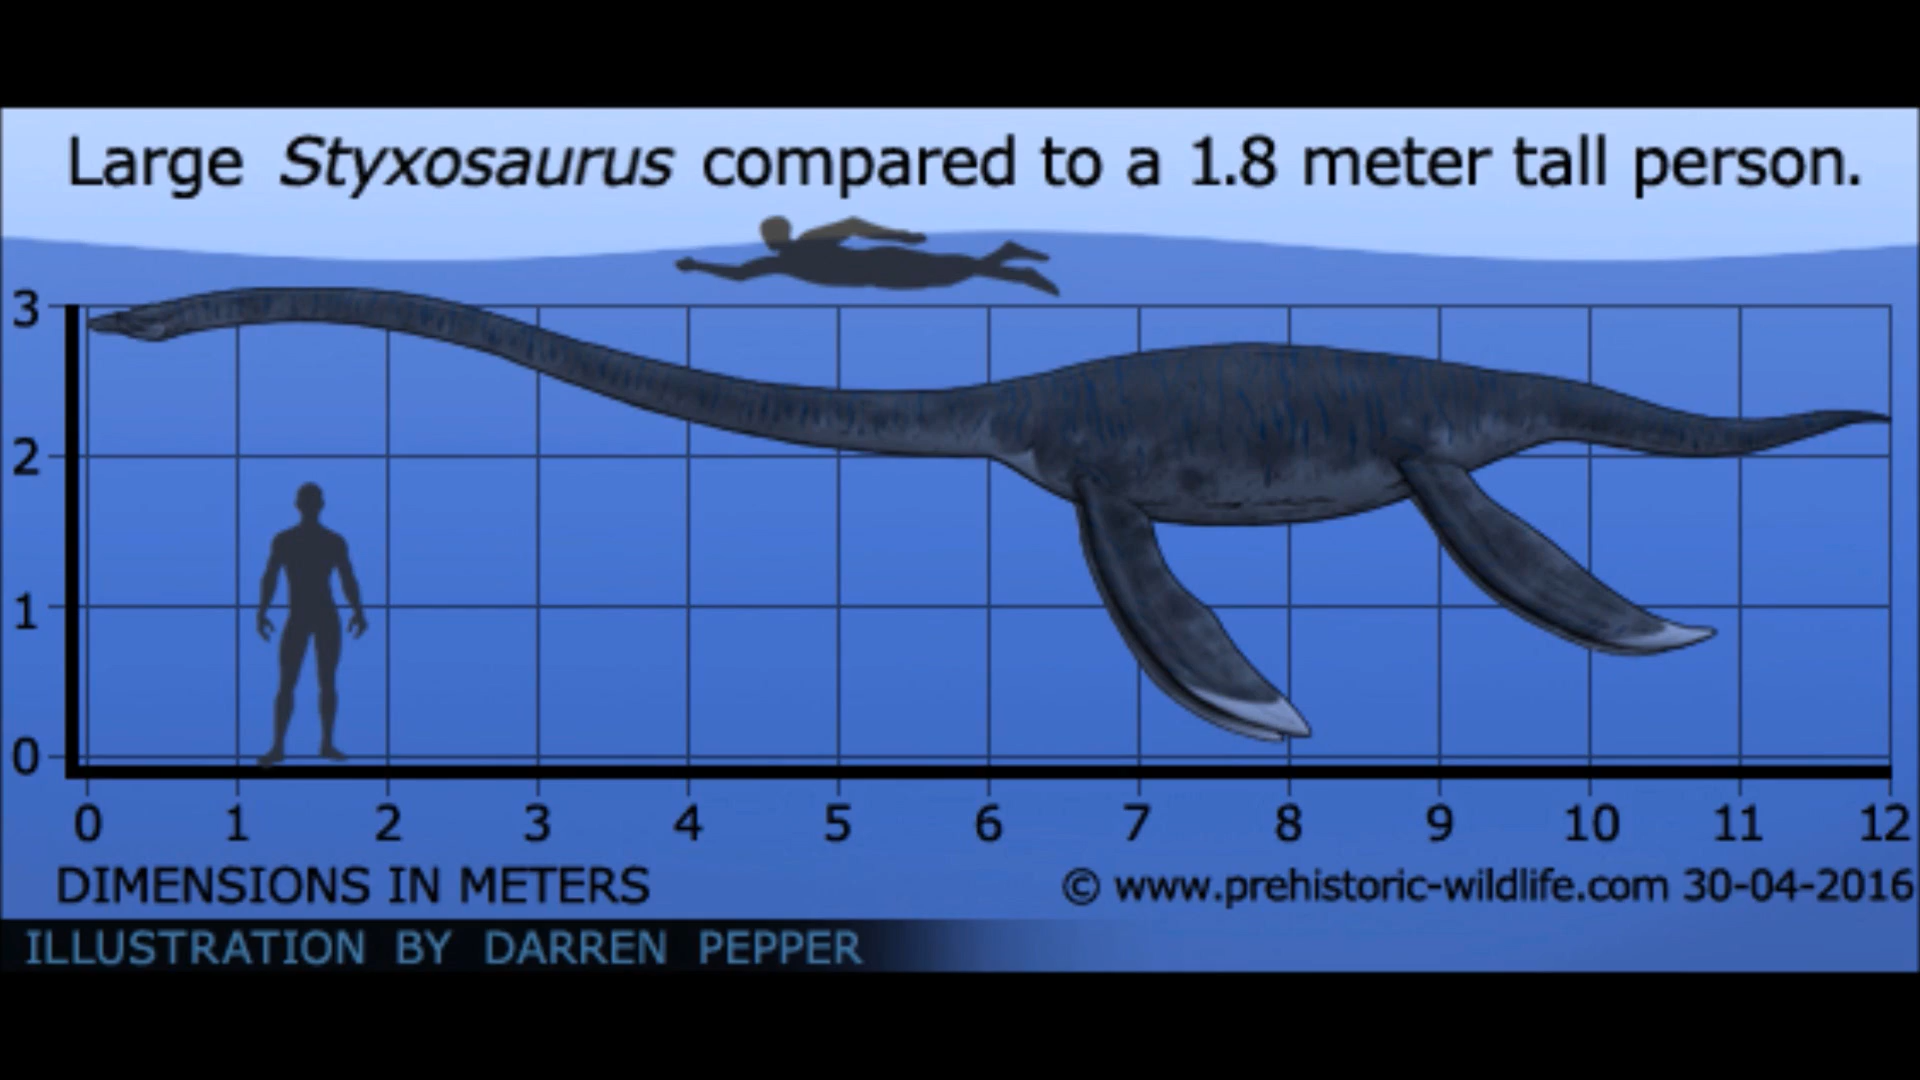 Large Styxosaurus compared to a 1.8 meter tall person.
3
2
1
0
0 1 2 3 4 5 6 7 8 9 10 11 12
DIMENSIONS IN METERS
© www.prehistoric-wildlife.com 30-04-2016
ILLUSTRATION BY DARREN PEPPER